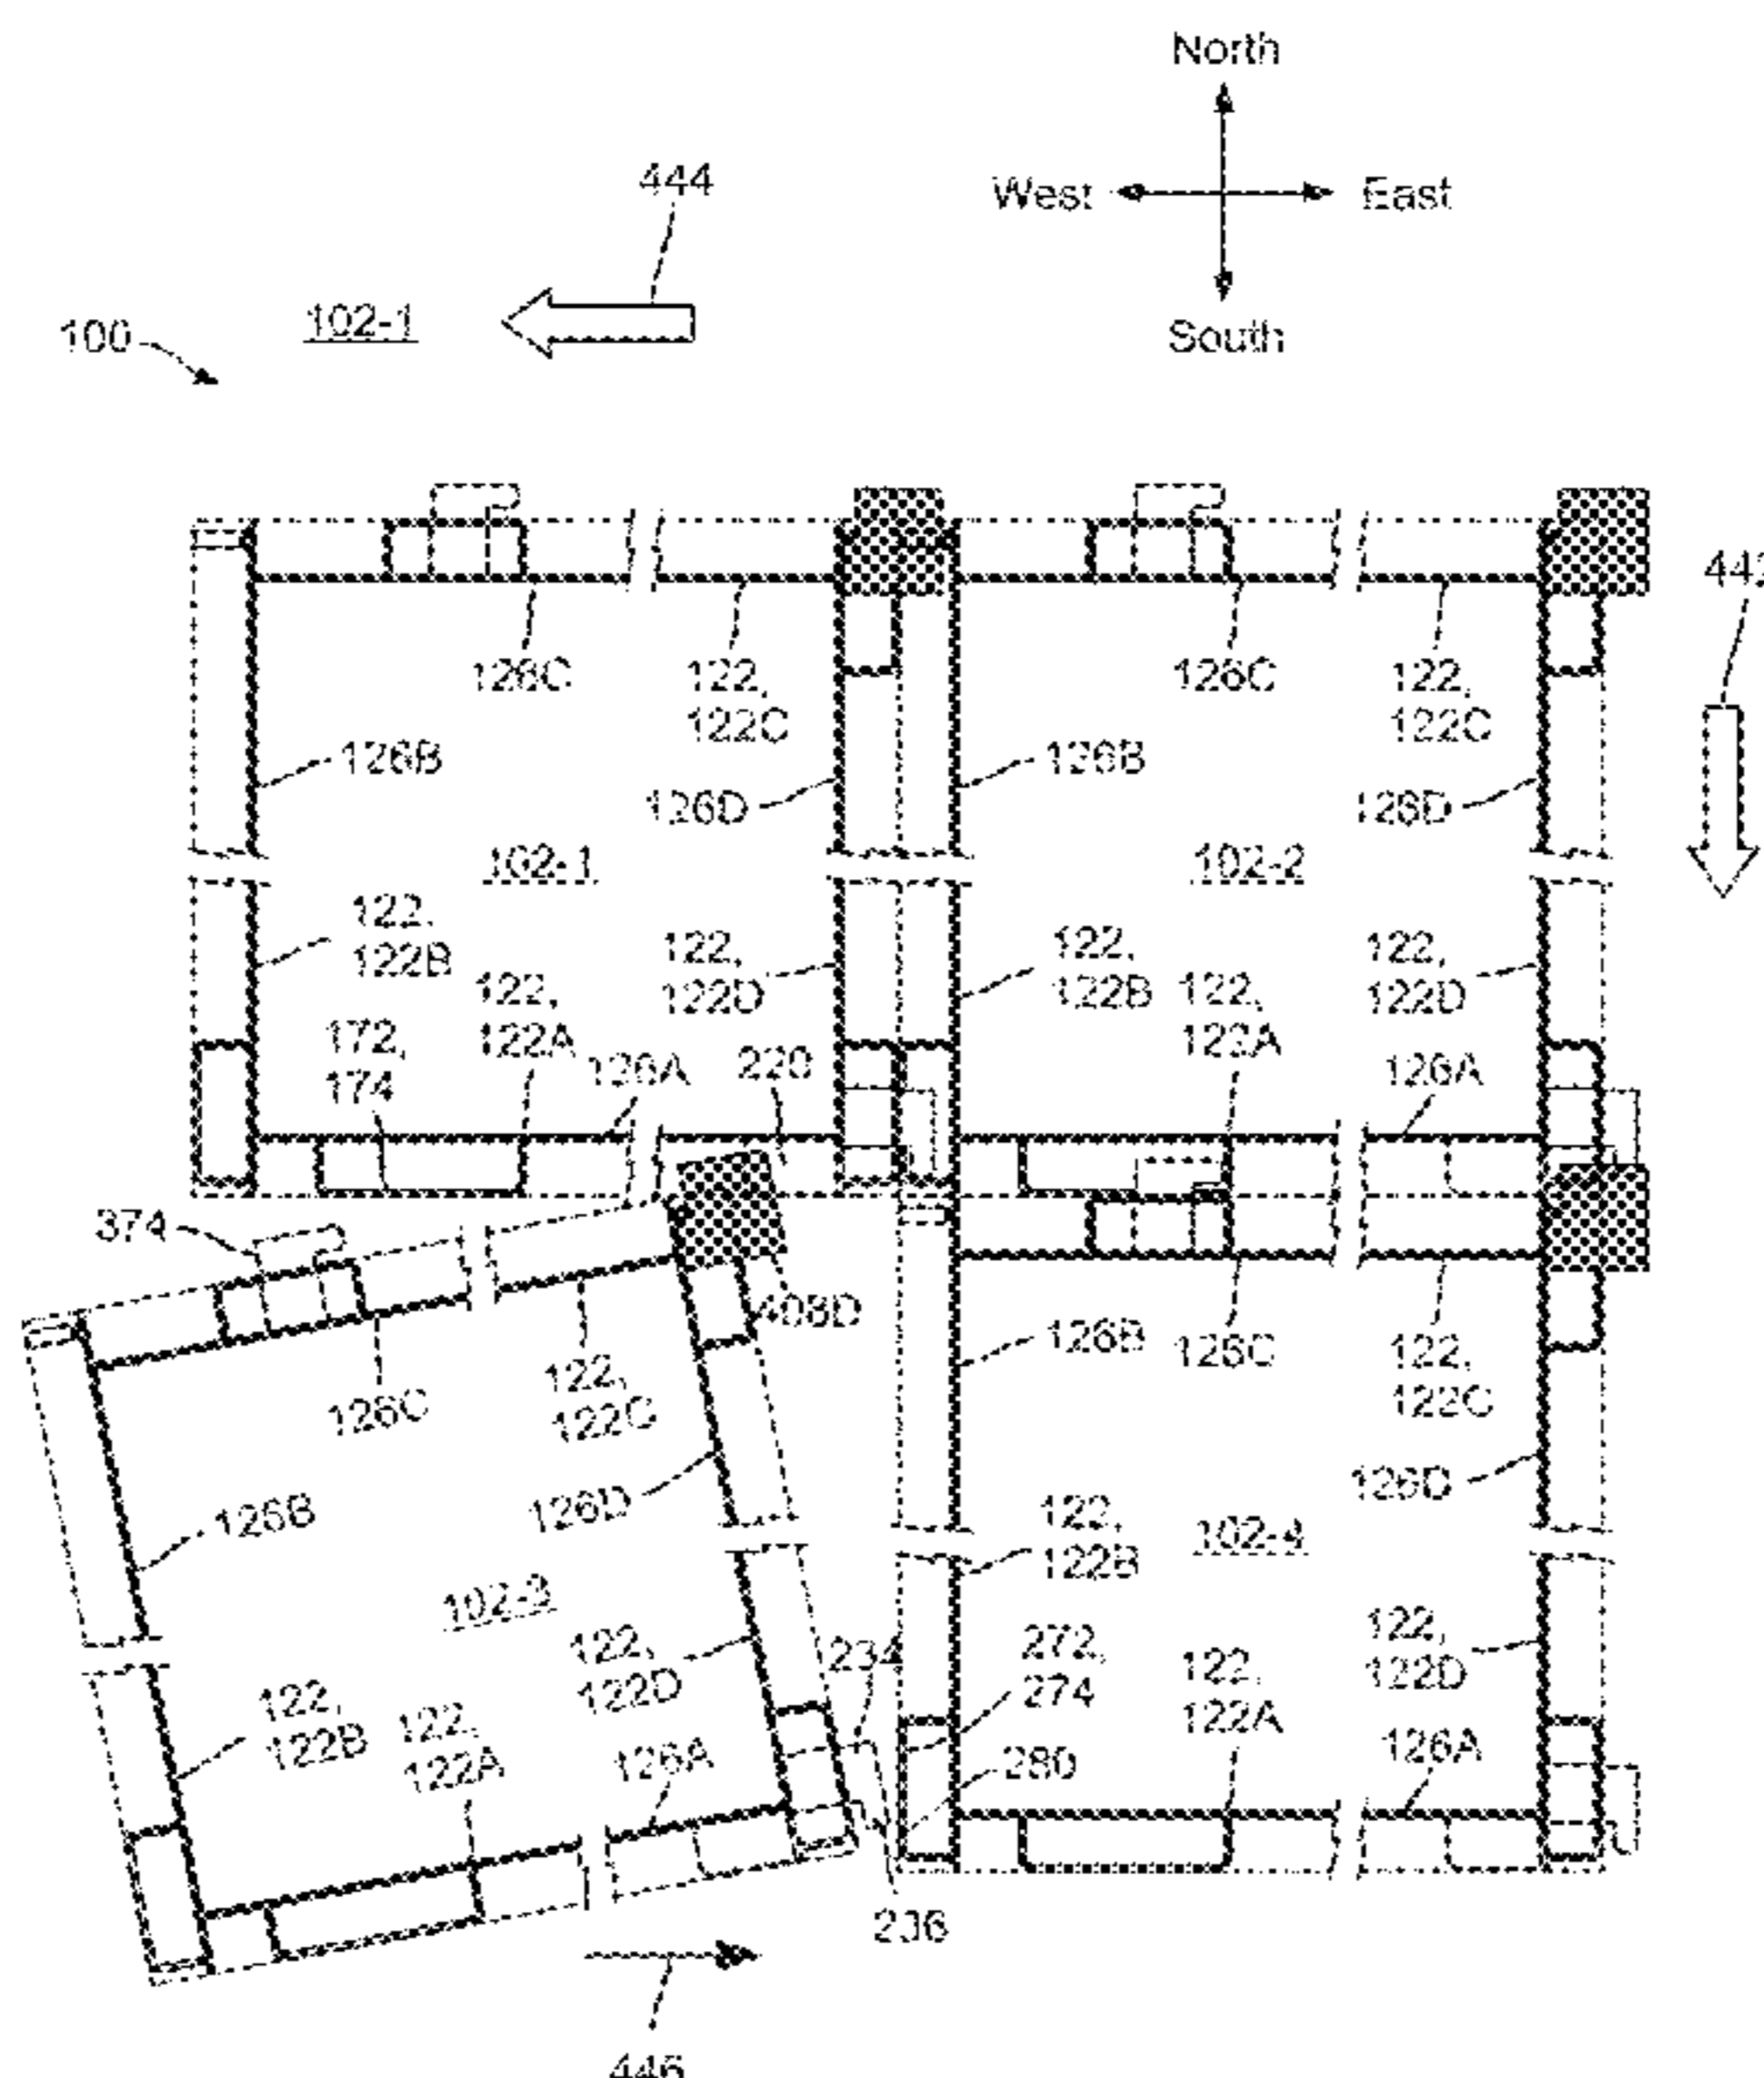 North
444
West
East
102-1
100
South
442
126C
122,
122C
126C
122,
122C
126B
126D
126B
126D
102-1
102-2
122,
122B
122,
122D
122,
122B
122,
122D
122,
122A
122,
122A
172,
174
126A
220
126A
374
408D
126C
122,
122C
126B
126C
122,
122C
126B
126D
126D
122,
122B
102-4
102-3
122,
122D
234
272,
274
122,
122A
122,
122D
122,
122B
122,
122A
126A
280
126A
236
446